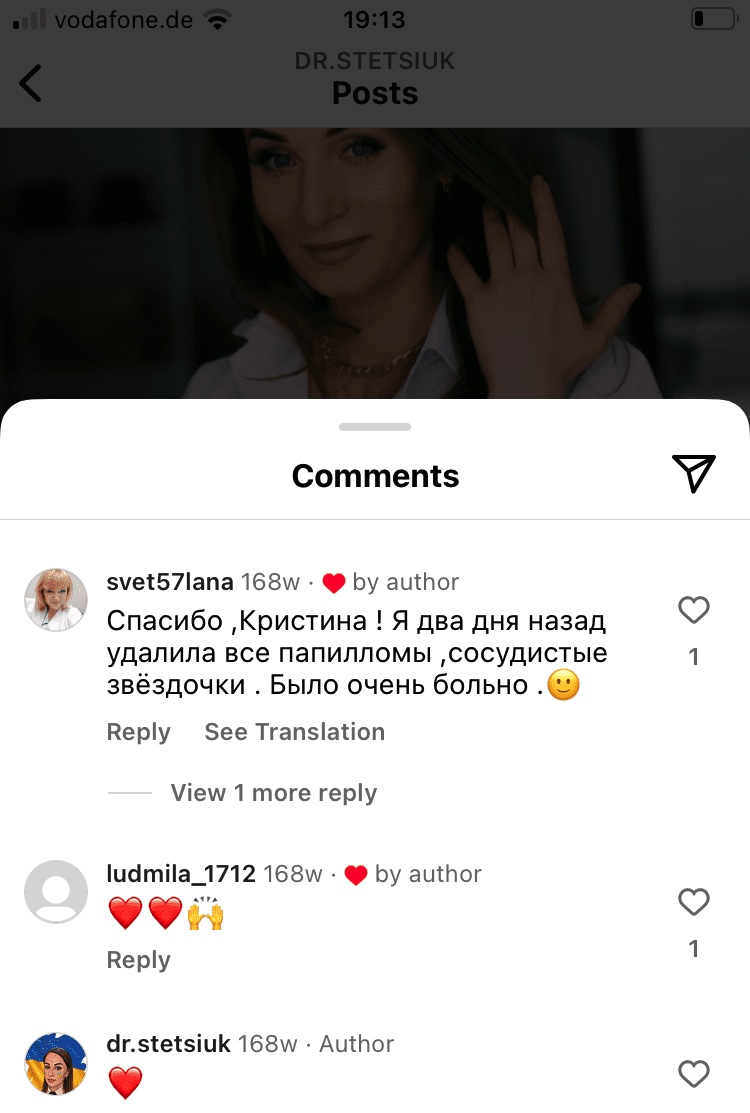 vodafone.de 19:13
DR.STETSIUK
Posts
Comments
svet57lana 168w · ❤️ by author
Спасибо ,Кристина ! Я два дня назад
удалила все папилломы ,сосудистые
звёздочки . Было очень больно .🙂
1
Reply See Translation
View 1 more reply
ludmila_1712 168w · ❤️ by author
❤️❤️🙌
1
Reply
dr.stetsiuk 168w · Author
❤️